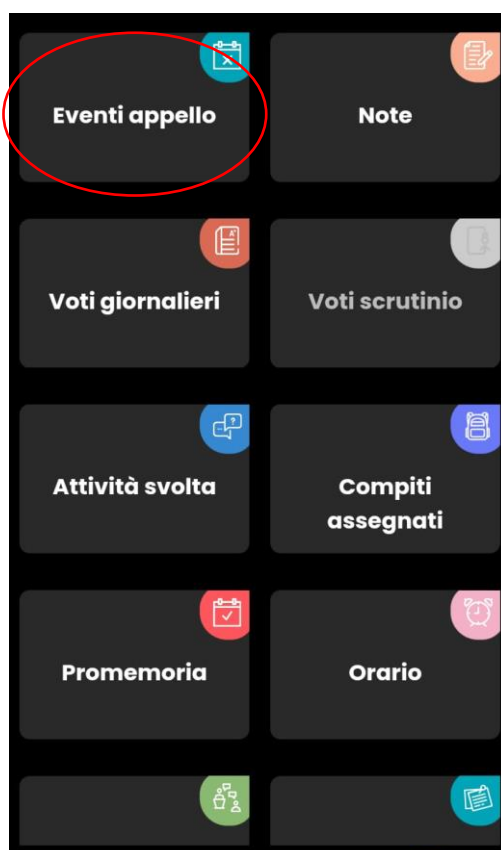 Eventi appello
Note
Voti giornalieri
Voti scrutinio
Attività svolta
Compiti
assegnati
Promemoria
Orario